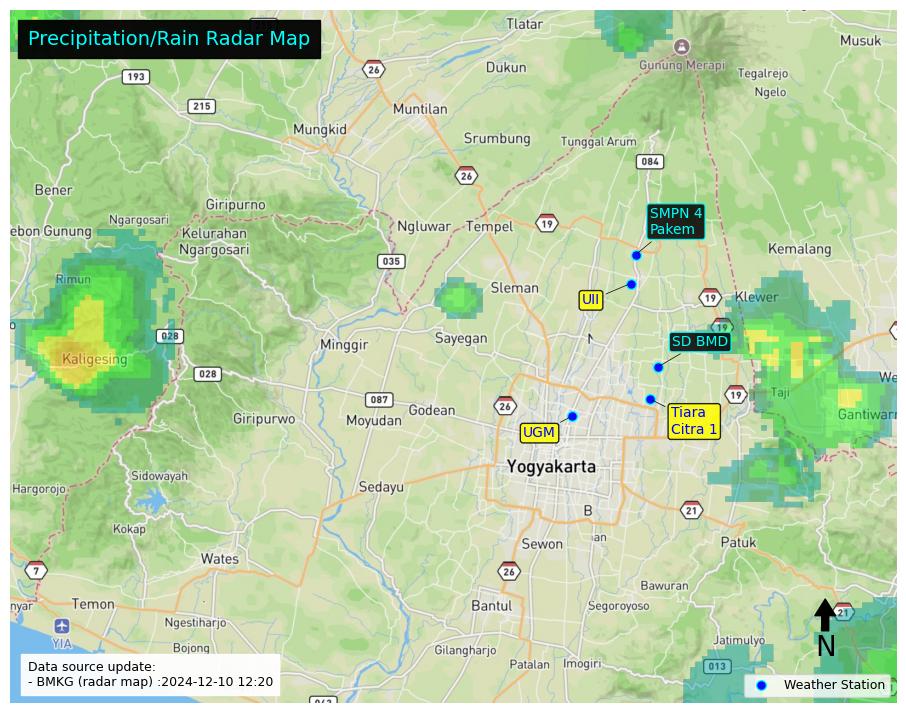 Precipitation/Rain Radar Map
Tlatar
Musuk
26
193
Dukun
Gunung Merapi
Tegalrejo
Ngelo
215
Muntilan
Mungkid
Srumbung
Tunggal Arum
084
26
Bener
Giripurno
Ngargosari
Kelurahan
Ngargosari
ebon Gunung
Ngluwar
Tempel
19
SMPN 4
Pakem
Kemalang
035
Rimun
Sleman
UII
19
Klewer
19
028
Kaligesing
Minggir
Sayegan
N
SD BMD
We
028
087
Godean
26
19
Taji
Giripurwo
Moyudan
UGM
Tiara
Citra 1
Gantiwarn
Yogyakarta
Sidowayah
Hargorojo
Sedayu
B
21
Kokap
an
Sewon
Patuk
Wates
7
26
Bawuran
nyar
Temon
Bantul
Segoroyoso
21
YIA
Ngestiharjo
N
Bojong
Gilangharjo
Jatimulyo
Patalan
Imogiri
013
Data source update:
- BMKG (radar map) :2024-12-10 12:20
Weather Station